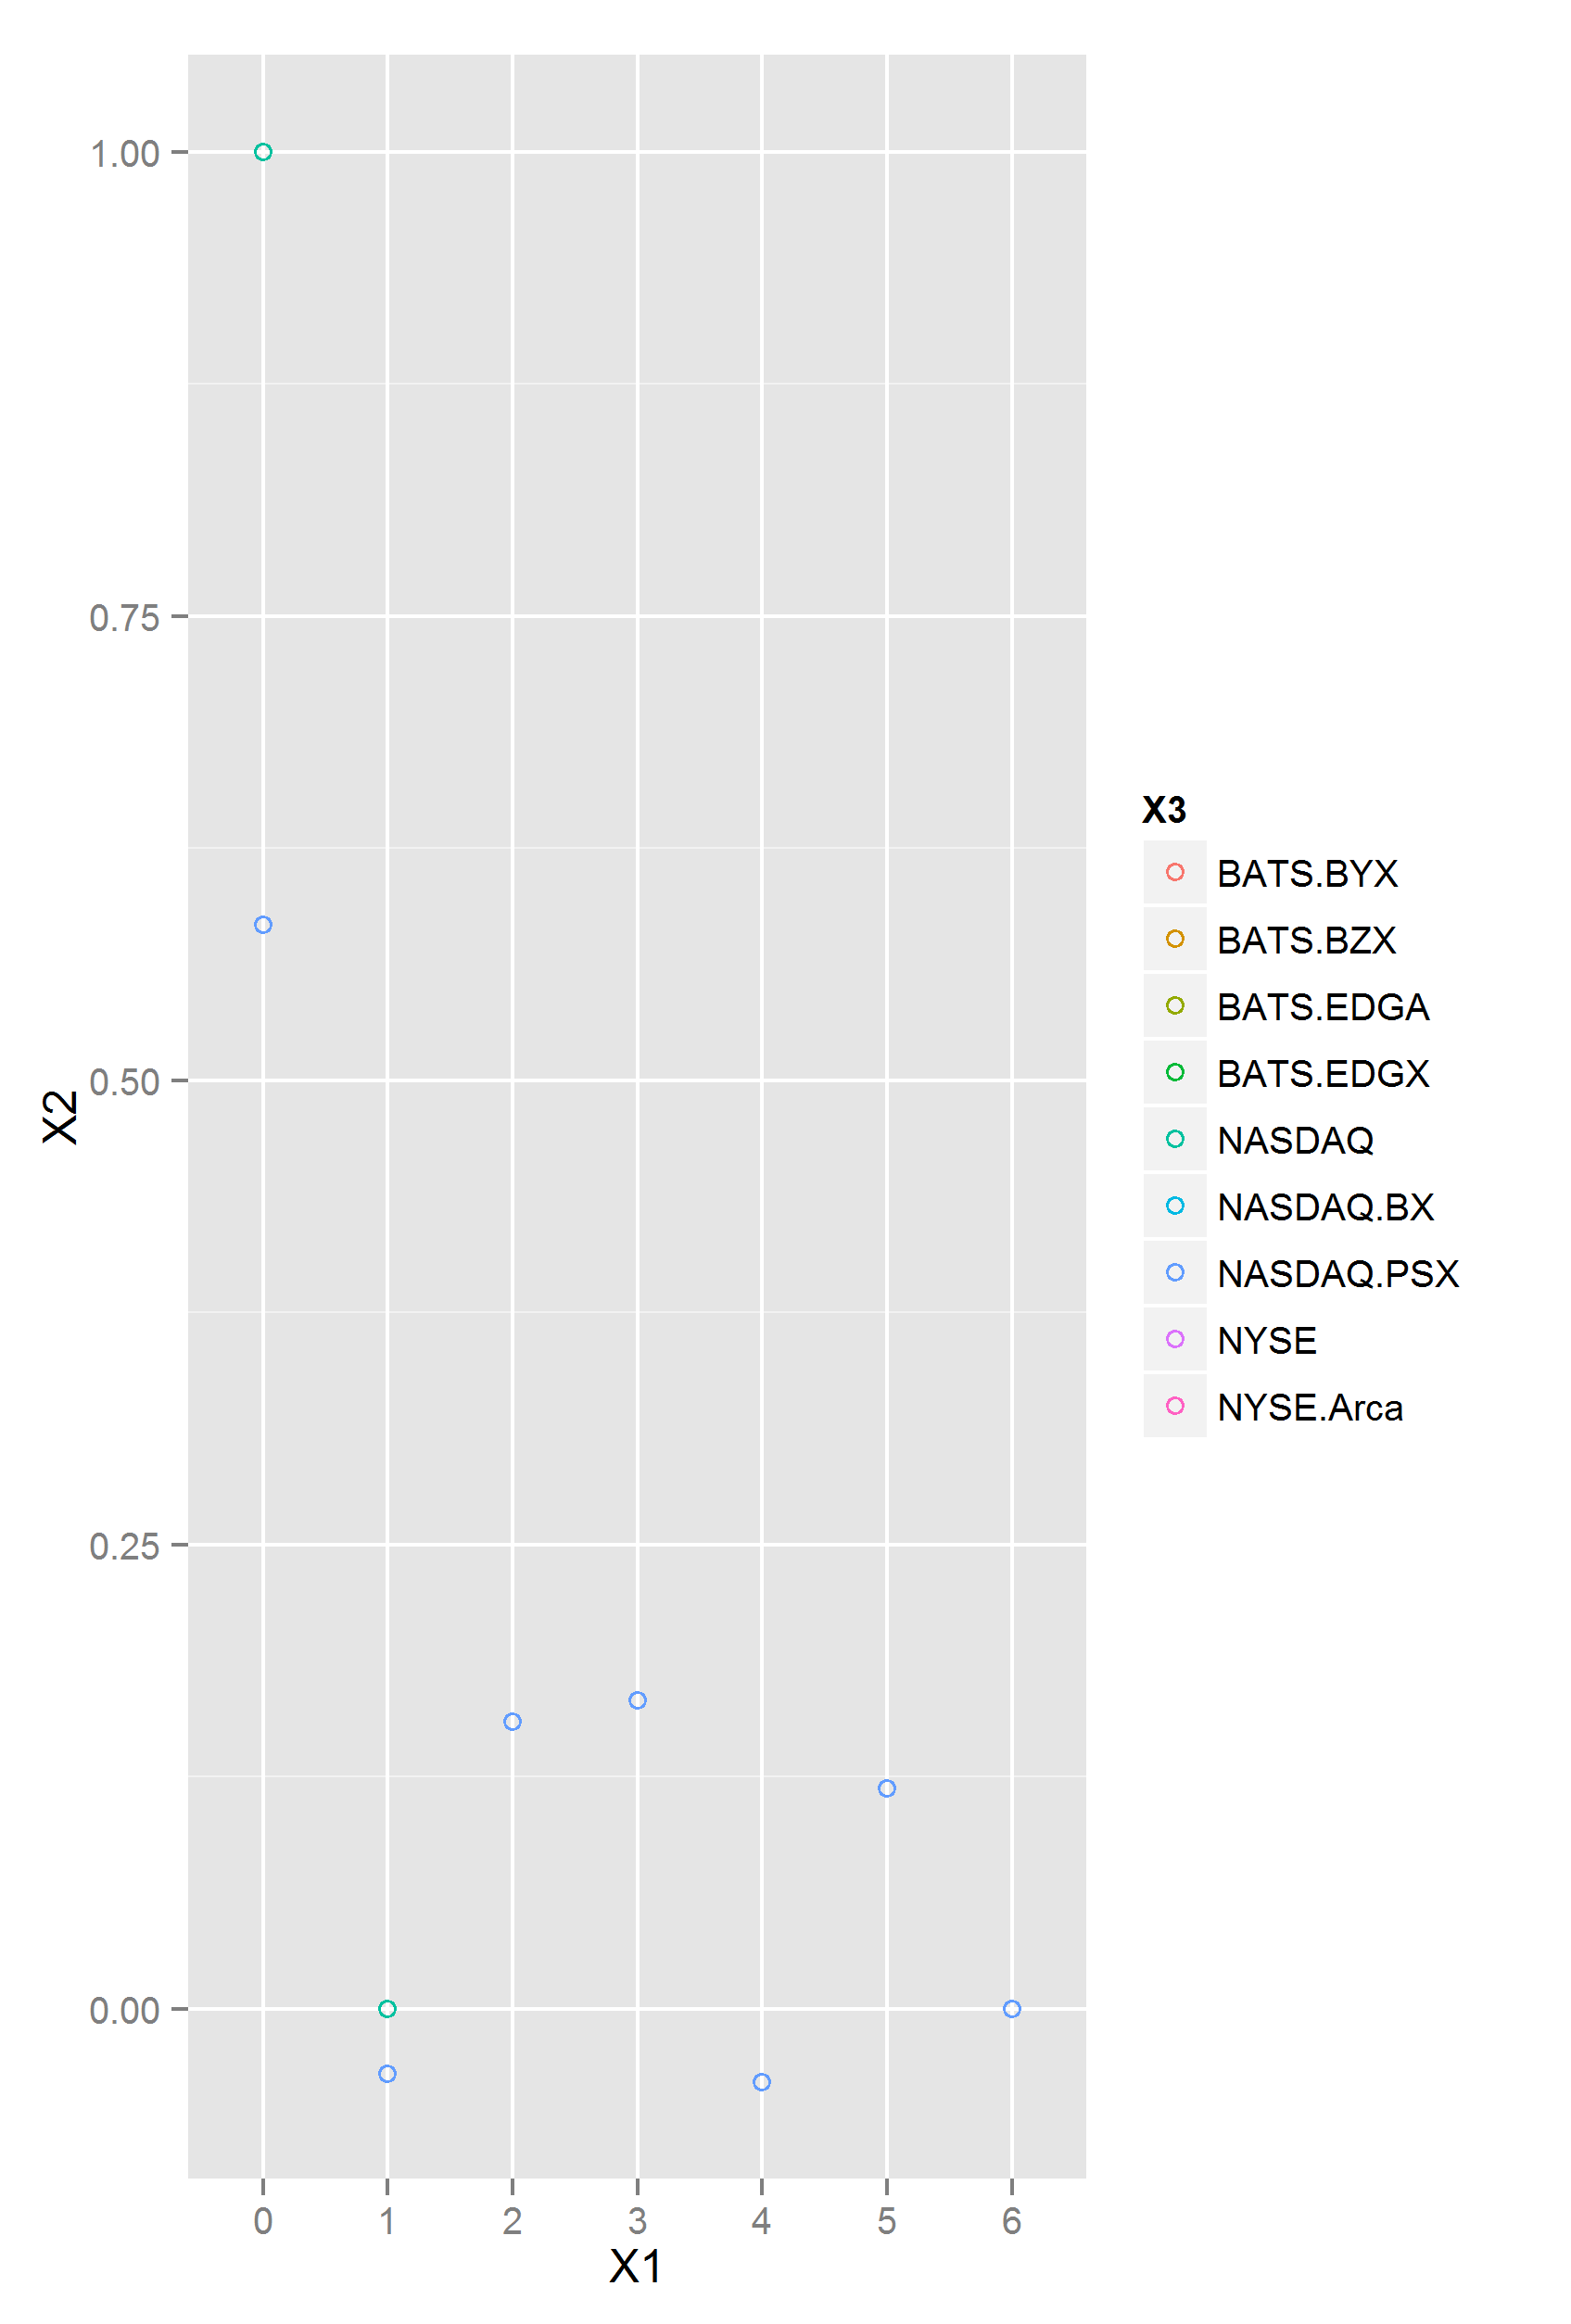 1.00
0.75
0.50
0.25
0.00
X2
0 1 2 3 4 5 6
X1
X3
BATS.BYX
BATS.BZX
BATS.EDGA
BATS.EDGX
NASDAQ
NASDAQ.BX
NASDAQ.PSX
NYSE
NYSE.Arca